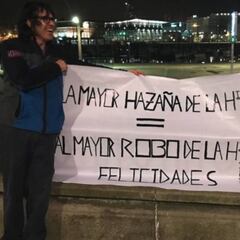 LA MAYOR HAZAÑA DE LA H
=
AL MAYOR ROBO DE LA H
FELICIDADES